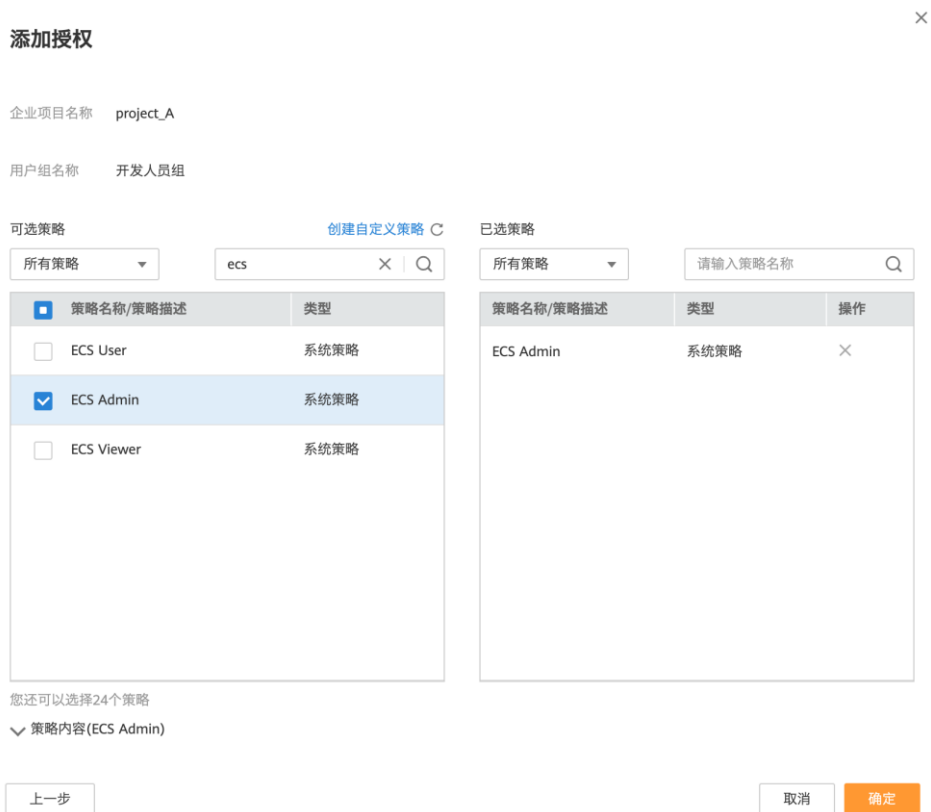 添加授权
企业项目名称 project_A
用户组名称 开发人员组
可选策略 创建自定义策略
所有策略 ecs
策略名称/策略描述 类型
ECS User 系统策略
ECS Admin 系统策略
ECS Viewer 系统策略
您还可以选择24个策略
策略内容(ECS Admin)
已选策略
所有策略 请输入策略名称
策略名称/策略描述 类型 操作
ECS Admin 系统策略
上一步 取消 确定